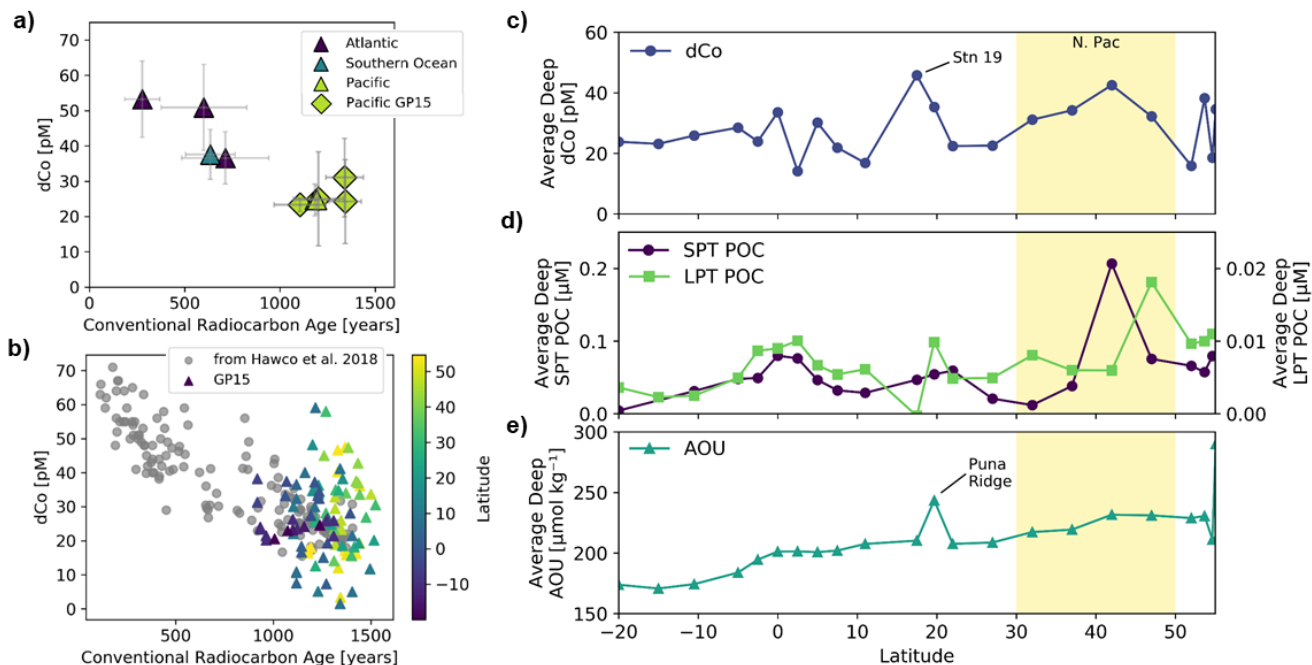 a)
70
60
50
40
30
20
10
0
dCo [pM]
Atlantic
Southern Ocean
Pacific
Pacific GP15
0
500
1000
1500
Conventional Radiocarbon Age [years]
b)
70
60
50
40
30
20
10
0
dCo [pM]
from Hawco et al. 2018
GP15
500
1000
1500
Conventional Radiocarbon Age [years]
50
40
30
20
10
0
−10
Latitude
c)
60
40
20
0
Average Deep
dCo [pM]
dCo
Stn 19
N. Pac
d)
0.2
0.1
0.0
Average Deep
SPT POC [µM]
SPT POC
LPT POC
0.02
0.01
0.00
Average Deep
LPT POC [µM]
e)
300
250
200
150
Average Deep
AOU [µmol kg⁻¹]
AOU
Puna
Ridge
−20
−10
0
10
20
30
40
50
Latitude